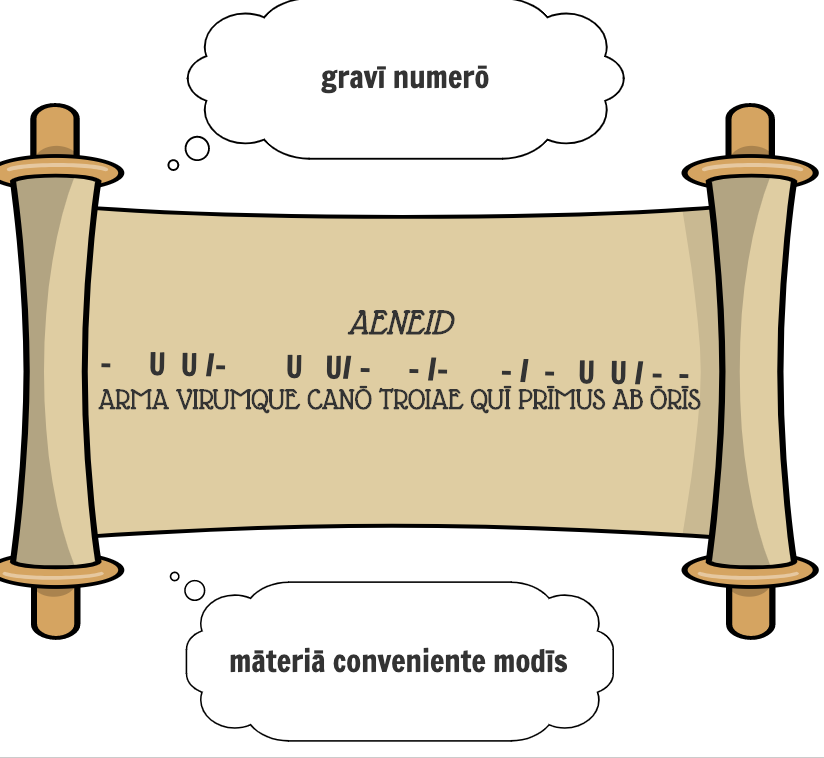 gravī numerō
AENEID
- U U / - U U / - - / - - / - U U / - -
ARMA VIRUMQUE CANŌ TROIAE QUĪ PRĪMUS AB ŌRĪS
māteriā conveniente modīs